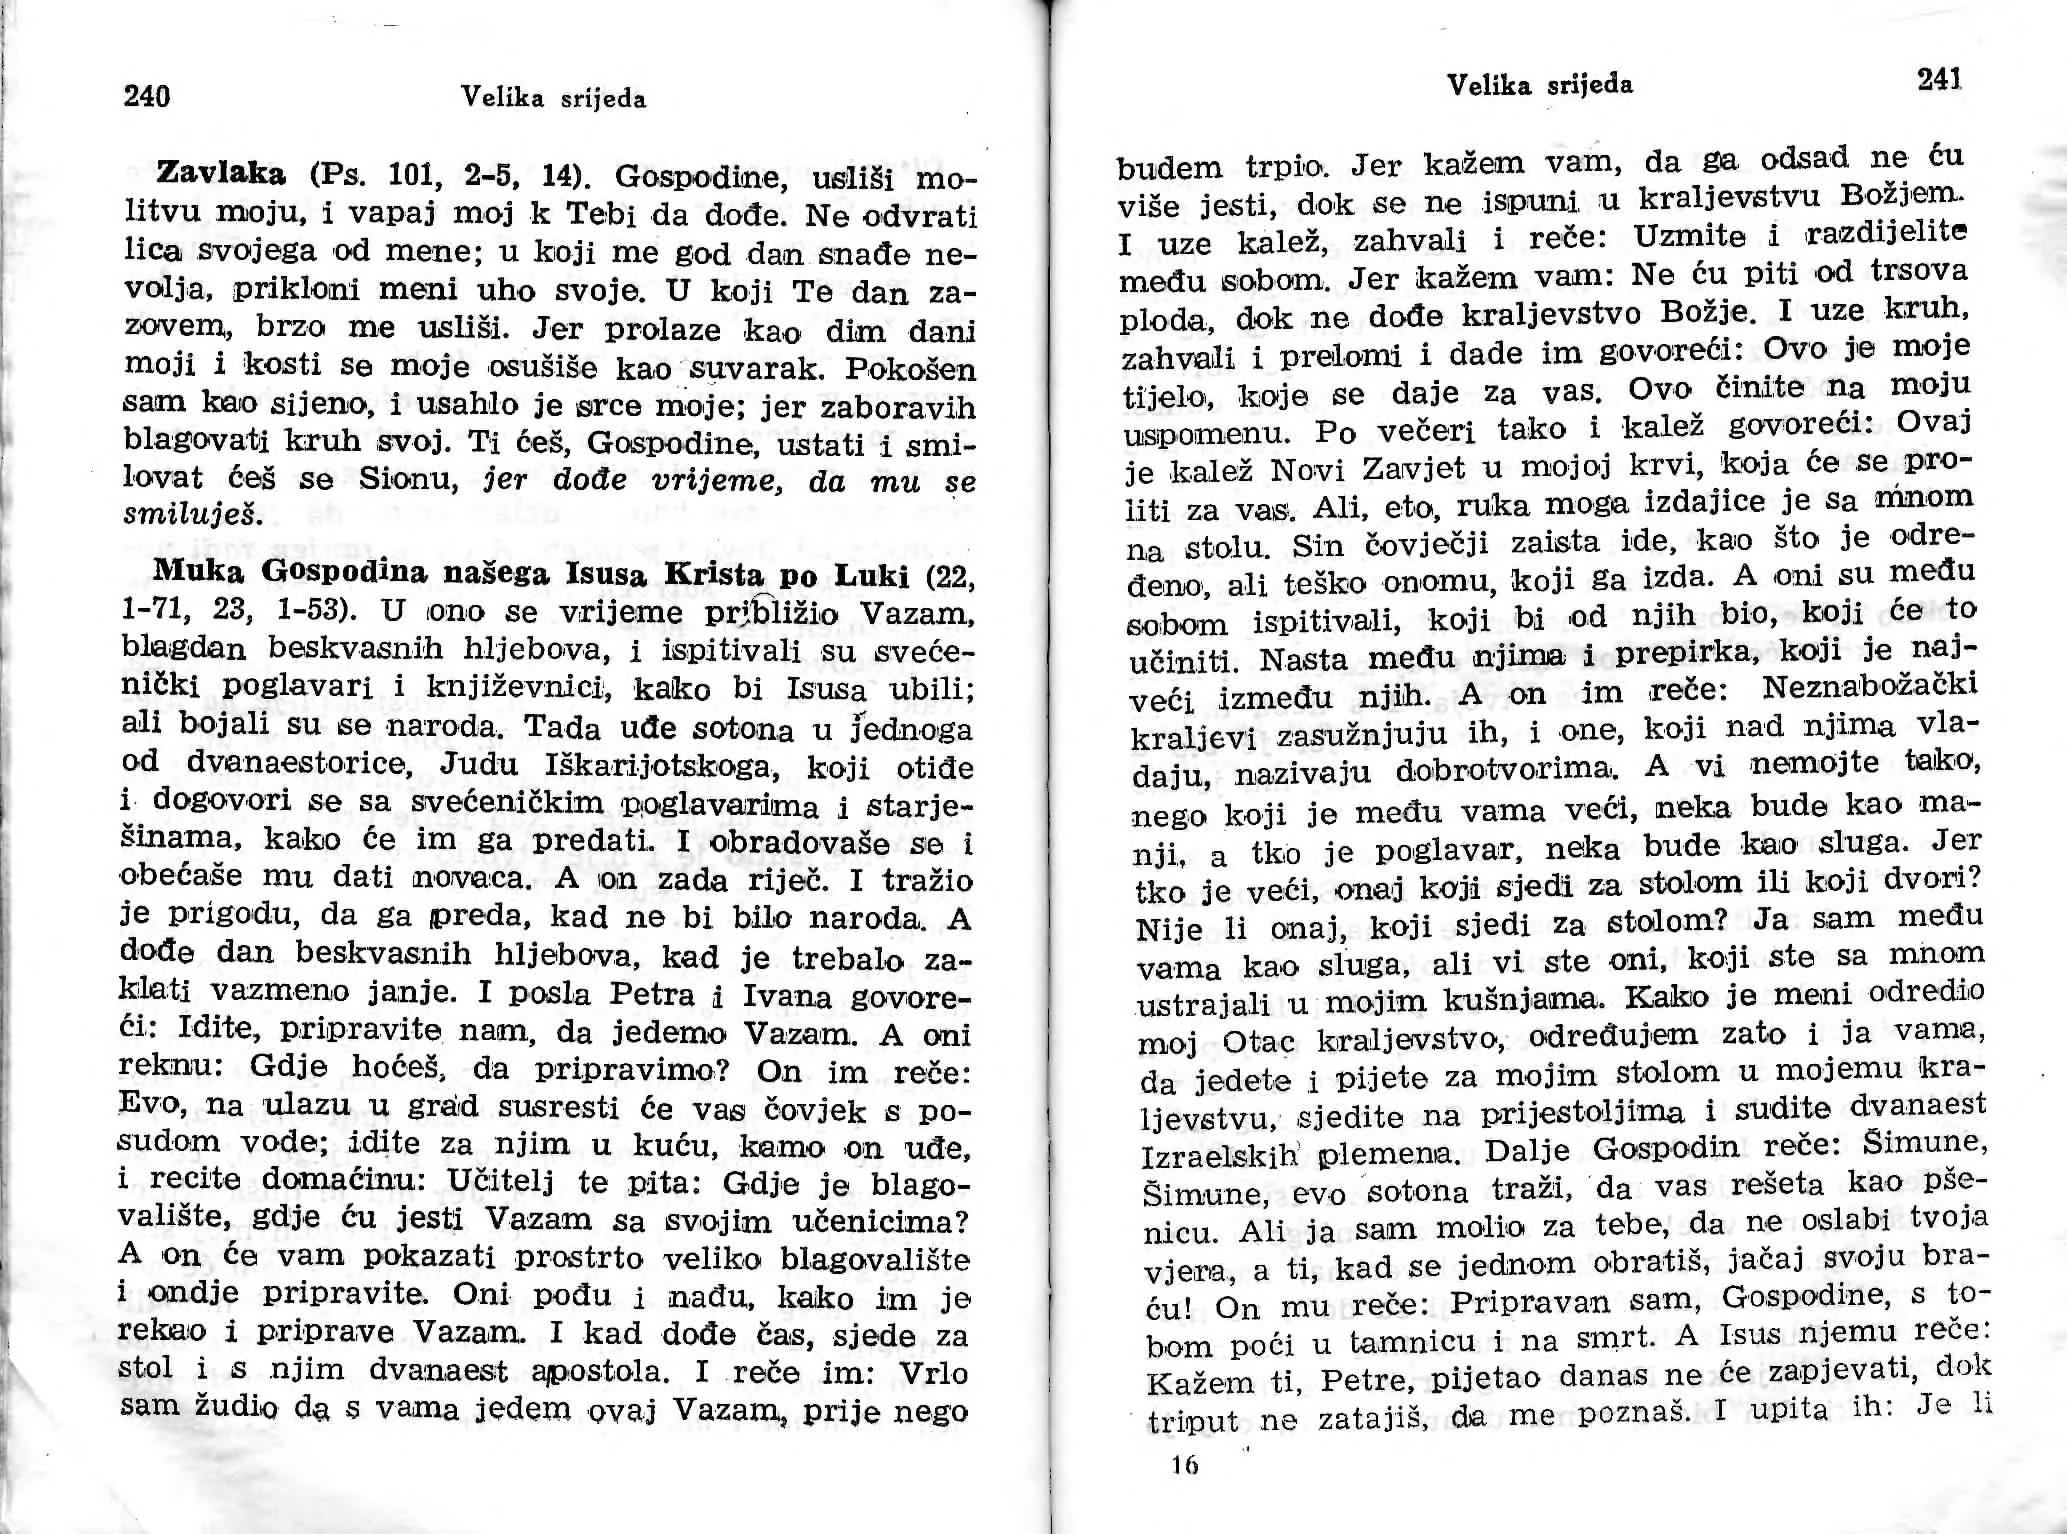 240
Velika srijeda
Zavlaka (Ps. 101, 2-5, 14). Gospodine, usliši mo-
litvu moju, i vapaj moj k Tebi da dođe. Ne odvrati
lica svojega od mene; u koji me god dan snađe ne-
volja, prikloni meni uho svoje. U koji Te dan za-
zovem, brzo me usliši. Jer prolaze kao dim dani
moji i kosti se moje osušiše kao suvarak. Pokošen
sam kao sijeno, i usahlo je srce moje; jer zaboravih
blagovati kruh svoj. Ti ćeš, Gospodine, ustati i smi-
lovat ćeš se Sionu, jer dođe vrijeme, da mu se
smiluješ.
Muka Gospodina našega Isusa Krista po Luki (22,
1-71, 23, 1-53). U ono se vrijeme približio Vazam,
blagdan beskvasnih hljebova, i ispitivali su sveće-
nički poglavari i književnici, kako bi Isusa ubili;
ali bojali su se naroda. Tada uđe sotona u jednoga
od dvanaestorice, Judu Iškarijotskoga, koji otiđe
i dogovori se sa svećeničkim poglavarima i starje-
šinama, kako će im ga predati. I obradovaše se i
obećaše mu dati novaca. A on zada riječ. I tražio
je prigodu, da ga preda, kad ne bi bilo naroda. A
dođe dan beskvasnih hljebova, kad je trebalo za-
klati vazmeno janje. I posla Petra i Ivana govore-
ći: Idite, pripravite nam, da jedemo Vazam. A oni
reknu: Gdje hoćeš, da pripravimo? On im reče:
Evo, na ulazu u grad susresti će vas čovjek s po-
sudom vode; idite za njim u kuću, kamo on uđe,
i recite domaćinu: Učitelj te pita: Gdje je blago-
valište, gdje ću jesti Vazam sa svojim učenicima?
A on će vam pokazati prostrto veliko blagovalište
i ondje pripravite. Oni pođu i nađu, kako im je
rekao i priprave Vazam. I kad dođe čas, sjede za
stol i s njim dvanaest apostola. I reče im: Vrlo
sam žudio da s vama jedem ovaj Vazam, prije nego
Velika srijeda
241
budem trpio. Jer kažem vam, da ga odsad ne ću
više jesti, dok se ne ispuni u kraljevstvu Božjem.
I uze kalež, zahvali i reče: Uzmite i razdijelite
među sobom. Jer kažem vam: Ne ću piti od trsova
ploda, dok ne dođe kraljevstvo Božje. I uze kruh,
zahvali i prelomi i dade im govoreći: Ovo je moje
tijelo, koje se daje za vas. Ovo činite na moju
uspomenu. Po večeri tako i kalež govoreći: Ovaj
je kalež Novi Zavjet u mojoj krvi, koja će se pro-
liti za vas. Ali, eto, ruka moga izdajice je sa mnom
na stolu. Sin čovječji zaista ide, kao što je odre-
đeno, ali teško onomu, koji ga izda. A oni su među
sobom ispitivali, koji bi od njih bio, koji će to
učiniti. Nasta među njima i prepirka, koji je naj-
veći između njih. A on im reče: Neznabožački
kraljevi zasužnjuju ih, i one, koji nad njima vla-
daju, nazivaju dobrotvorima. A vi nemojte tako,
nego koji je među vama veći, neka bude kao ma-
nji, a tko je poglavar, neka bude kao sluga. Jer
tko je veći, onaj koji sjedi za stolom ili koji dvori?
Nije li onaj, koji sjedi za stolom? Ja sam među
vama kao sluga, ali vi ste oni, koji ste sa mnom
ustrajali u mojim kušnjama. Kako je meni odredio
moj Otac kraljevstvo, određujem zato i ja vama,
da jedete i pijete za mojim stolom u mojemu kra-
ljevstvu, sjedite na prijestoljima i sudite dvanaest
Izraelskih plemena. Dalje Gospodin reče: Šimune,
Šimune, evo sotona traži, da vas rešeta kao pše-
nicu. Ali ja sam molio za tebe, da ne oslabi tvoja
vjera, a ti, kad se jednom obratiš, jačaj svoju bra-
ću! On mu reče: Pripravan sam, Gospodine, s to-
bom poći u tamnicu i na smrt. A Isus njemu reče:
Kažem ti, Petre, pijetao danas ne će zapjevati, dok
triput ne zatajiš, da me poznaš. I upita ih: Je li
16